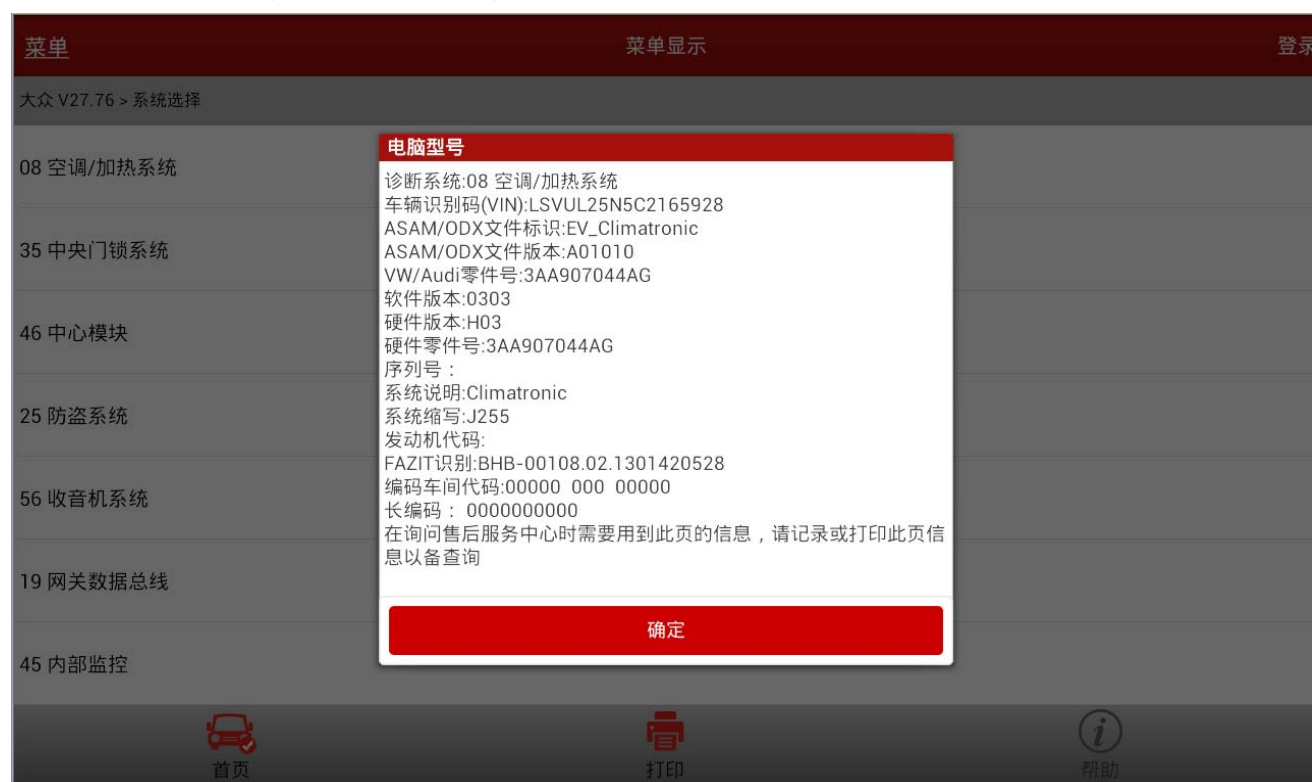 菜单
菜单显示
登录
大众 V27.76 > 系统选择
08 空调/加热系统
35 中央门锁系统
46 中心模块
25 防盗系统
56 收音机系统
19 网关数据总线
45 内部监控
电脑型号
诊断系统:08 空调/加热系统
车辆识别码(VIN):LSVUL25N5C2165928
ASAM/ODX文件标识:EV_Climatronic
ASAM/ODX文件版本:A01010
VW/Audi零件号:3AA907044AG
软件版本:0303
硬件版本:H03
硬件零件号:3AA907044AG
序列号：
系统说明:Climatronic
系统缩写:J255
发动机代码:
FAZIT识别:BHB-00108.02.1301420528
编码车间代码:00000 000 00000
长编码： 0000000000
在询问售后服务中心时需要用到此页的信息，请记录或打印此页信
息以备查询
确定
首页
打印
帮助